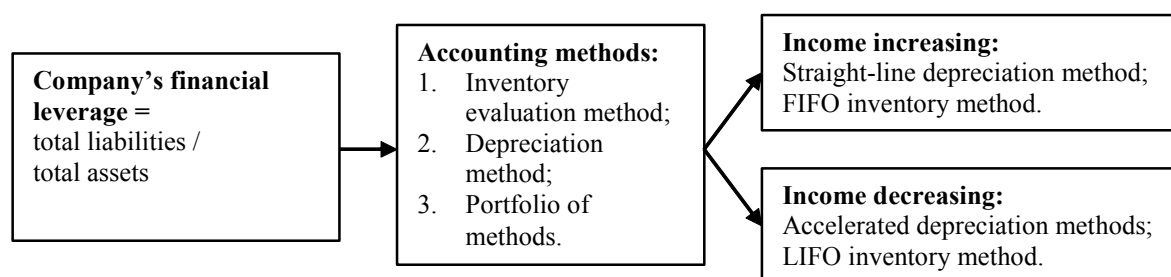 Company's financial
leverage =
total liabilities /
total assets
Accounting methods:
1. Inventory
evaluation method;
2. Depreciation
method;
3. Portfolio of
methods.
Income increasing:
Straight-line depreciation method;
FIFO inventory method.
Income decreasing:
Accelerated depreciation methods;
LIFO inventory method.